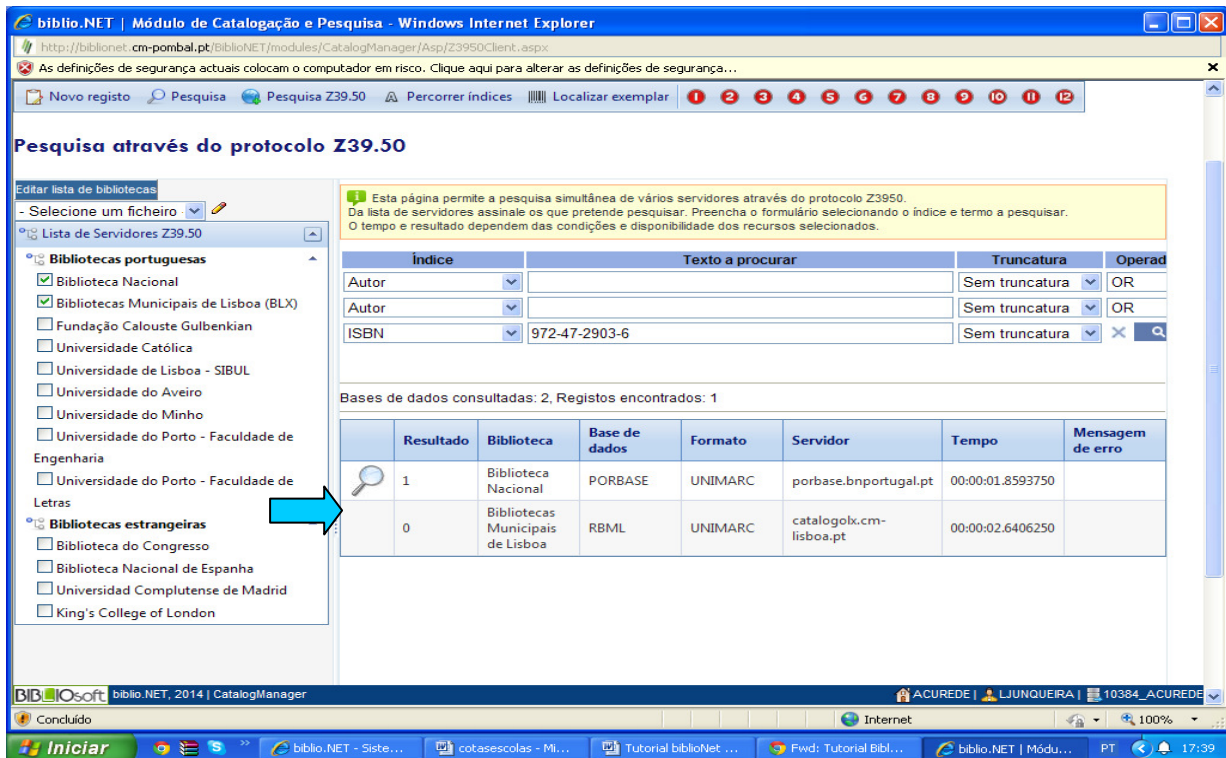 biblio.NET | Módulo de Catalogação e Pesquisa - Windows Internet Explorer
http://biblionet.cm-pombal.pt/BiblioNET/modules/CatalogManager/Asp/Z3950Client.aspx
As definições de segurança actuais colocam o computador em risco. Clique aqui para alterar as definições de segurança...
Novo registo Pesquisa Pesquisa Z39.50 Percorrer índices Localizar exemplar 1 2 3 4 5 6 7 8 9 10 11 12
Pesquisa através do protocolo Z39.50
Editar lista de bibliotecas
- Selecione um ficheiro
Lista de Servidores Z39.50
Bibliotecas portuguesas
Biblioteca Nacional
Bibliotecas Municipais de Lisboa (BLX)
Fundação Calouste Gulbenkian
Universidade Católica
Universidade de Lisboa - SIBUL
Universidade do Aveiro
Universidade do Minho
Universidade do Porto - Faculdade de
Engenharia
Universidade do Porto - Faculdade de
Letras
Bibliotecas estrangeiras
Biblioteca do Congresso
Biblioteca Nacional de Espanha
Universidad Complutense de Madrid
King's College of London
Esta página permite a pesquisa simultânea de vários servidores através do protocolo Z3950.
Da lista de servidores assinale os que pretende pesquisar. Preencha o formulário selecionando o índice e termo a pesquisar.
O tempo e resultado dependem das condições e disponibilidade dos recursos selecionados.
Índice Texto a procurar Truncatura Operad
Autor Sem truncatura OR
Autor Sem truncatura OR
ISBN 972-47-2903-6 Sem truncatura
Bases de dados consultadas: 2, Registos encontrados: 1
Resultado Biblioteca Base de dados Formato Servidor Tempo Mensagem de erro
1 Biblioteca Nacional PORBASE UNIMARC porbase.bnportugal.pt 00:00:01.8593750
0 Bibliotecas Municipais de Lisboa RBML UNIMARC catalogolx.cm-lisboa.pt 00:00:02.6406250
BIBLIOsoft biblio.NET, 2014 | CatalogManager ACUREDE | LJUNQUEIRA | 10384_ACUREDE
Concluído Internet 100%
Iniciar biblio.NET - Siste... cotasescolas - Mi... Tutorial biblioNet ... Fwd: Tutorial Bibl... biblio.NET | Módu... PT 17:39